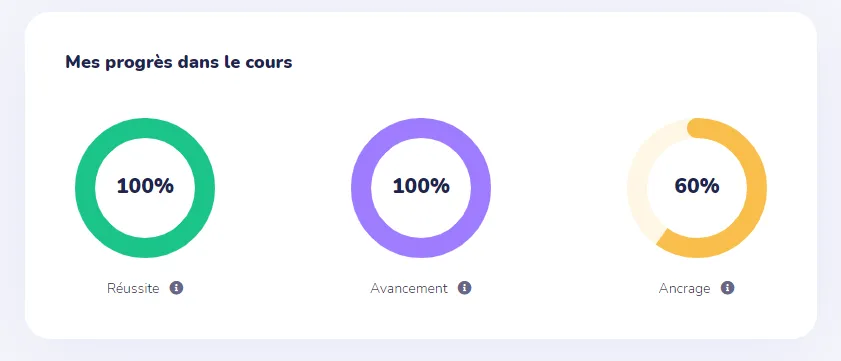 Mes progrès dans le cours
100%
100%
60%
Réussite
Avancement
Ancrage